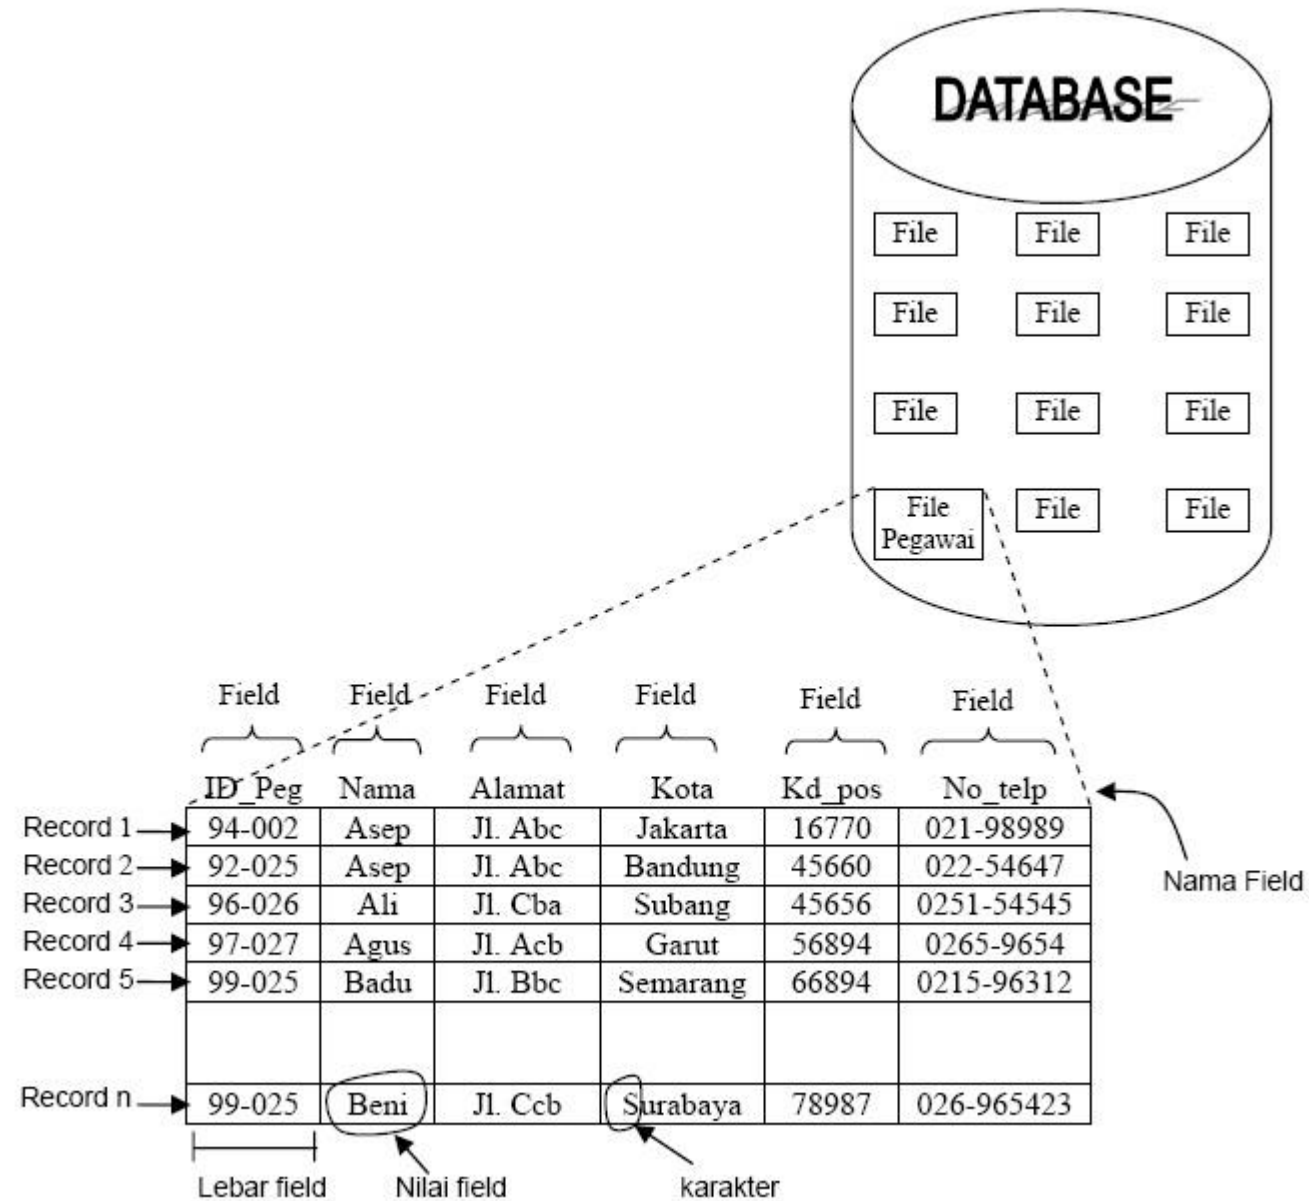 DATABASE
File File File
File File File
File File File
File File File
Pegawai
Field Field Field Field Field Field
ID_Peg Nama Alamat Kota Kd_pos No_telp
Record 1 94-002 Asep Jl. Abc Jakarta 16770 021-98989
Record 2 92-025 Asep Jl. Abc Bandung 45660 022-54647
Nama Field
Record 3 96-026 Ali Jl. Cba Subang 45656 0251-54545
Record 4 97-027 Agus Jl. Acb Garut 56894 0265-9654
Record 5 99-025 Badu Jl. Bbc Semarang 66894 0215-96312
Record n 99-025 Beni Jl. Ccb Surabaya 78987 026-965423
Lebar field Nilai field karakter